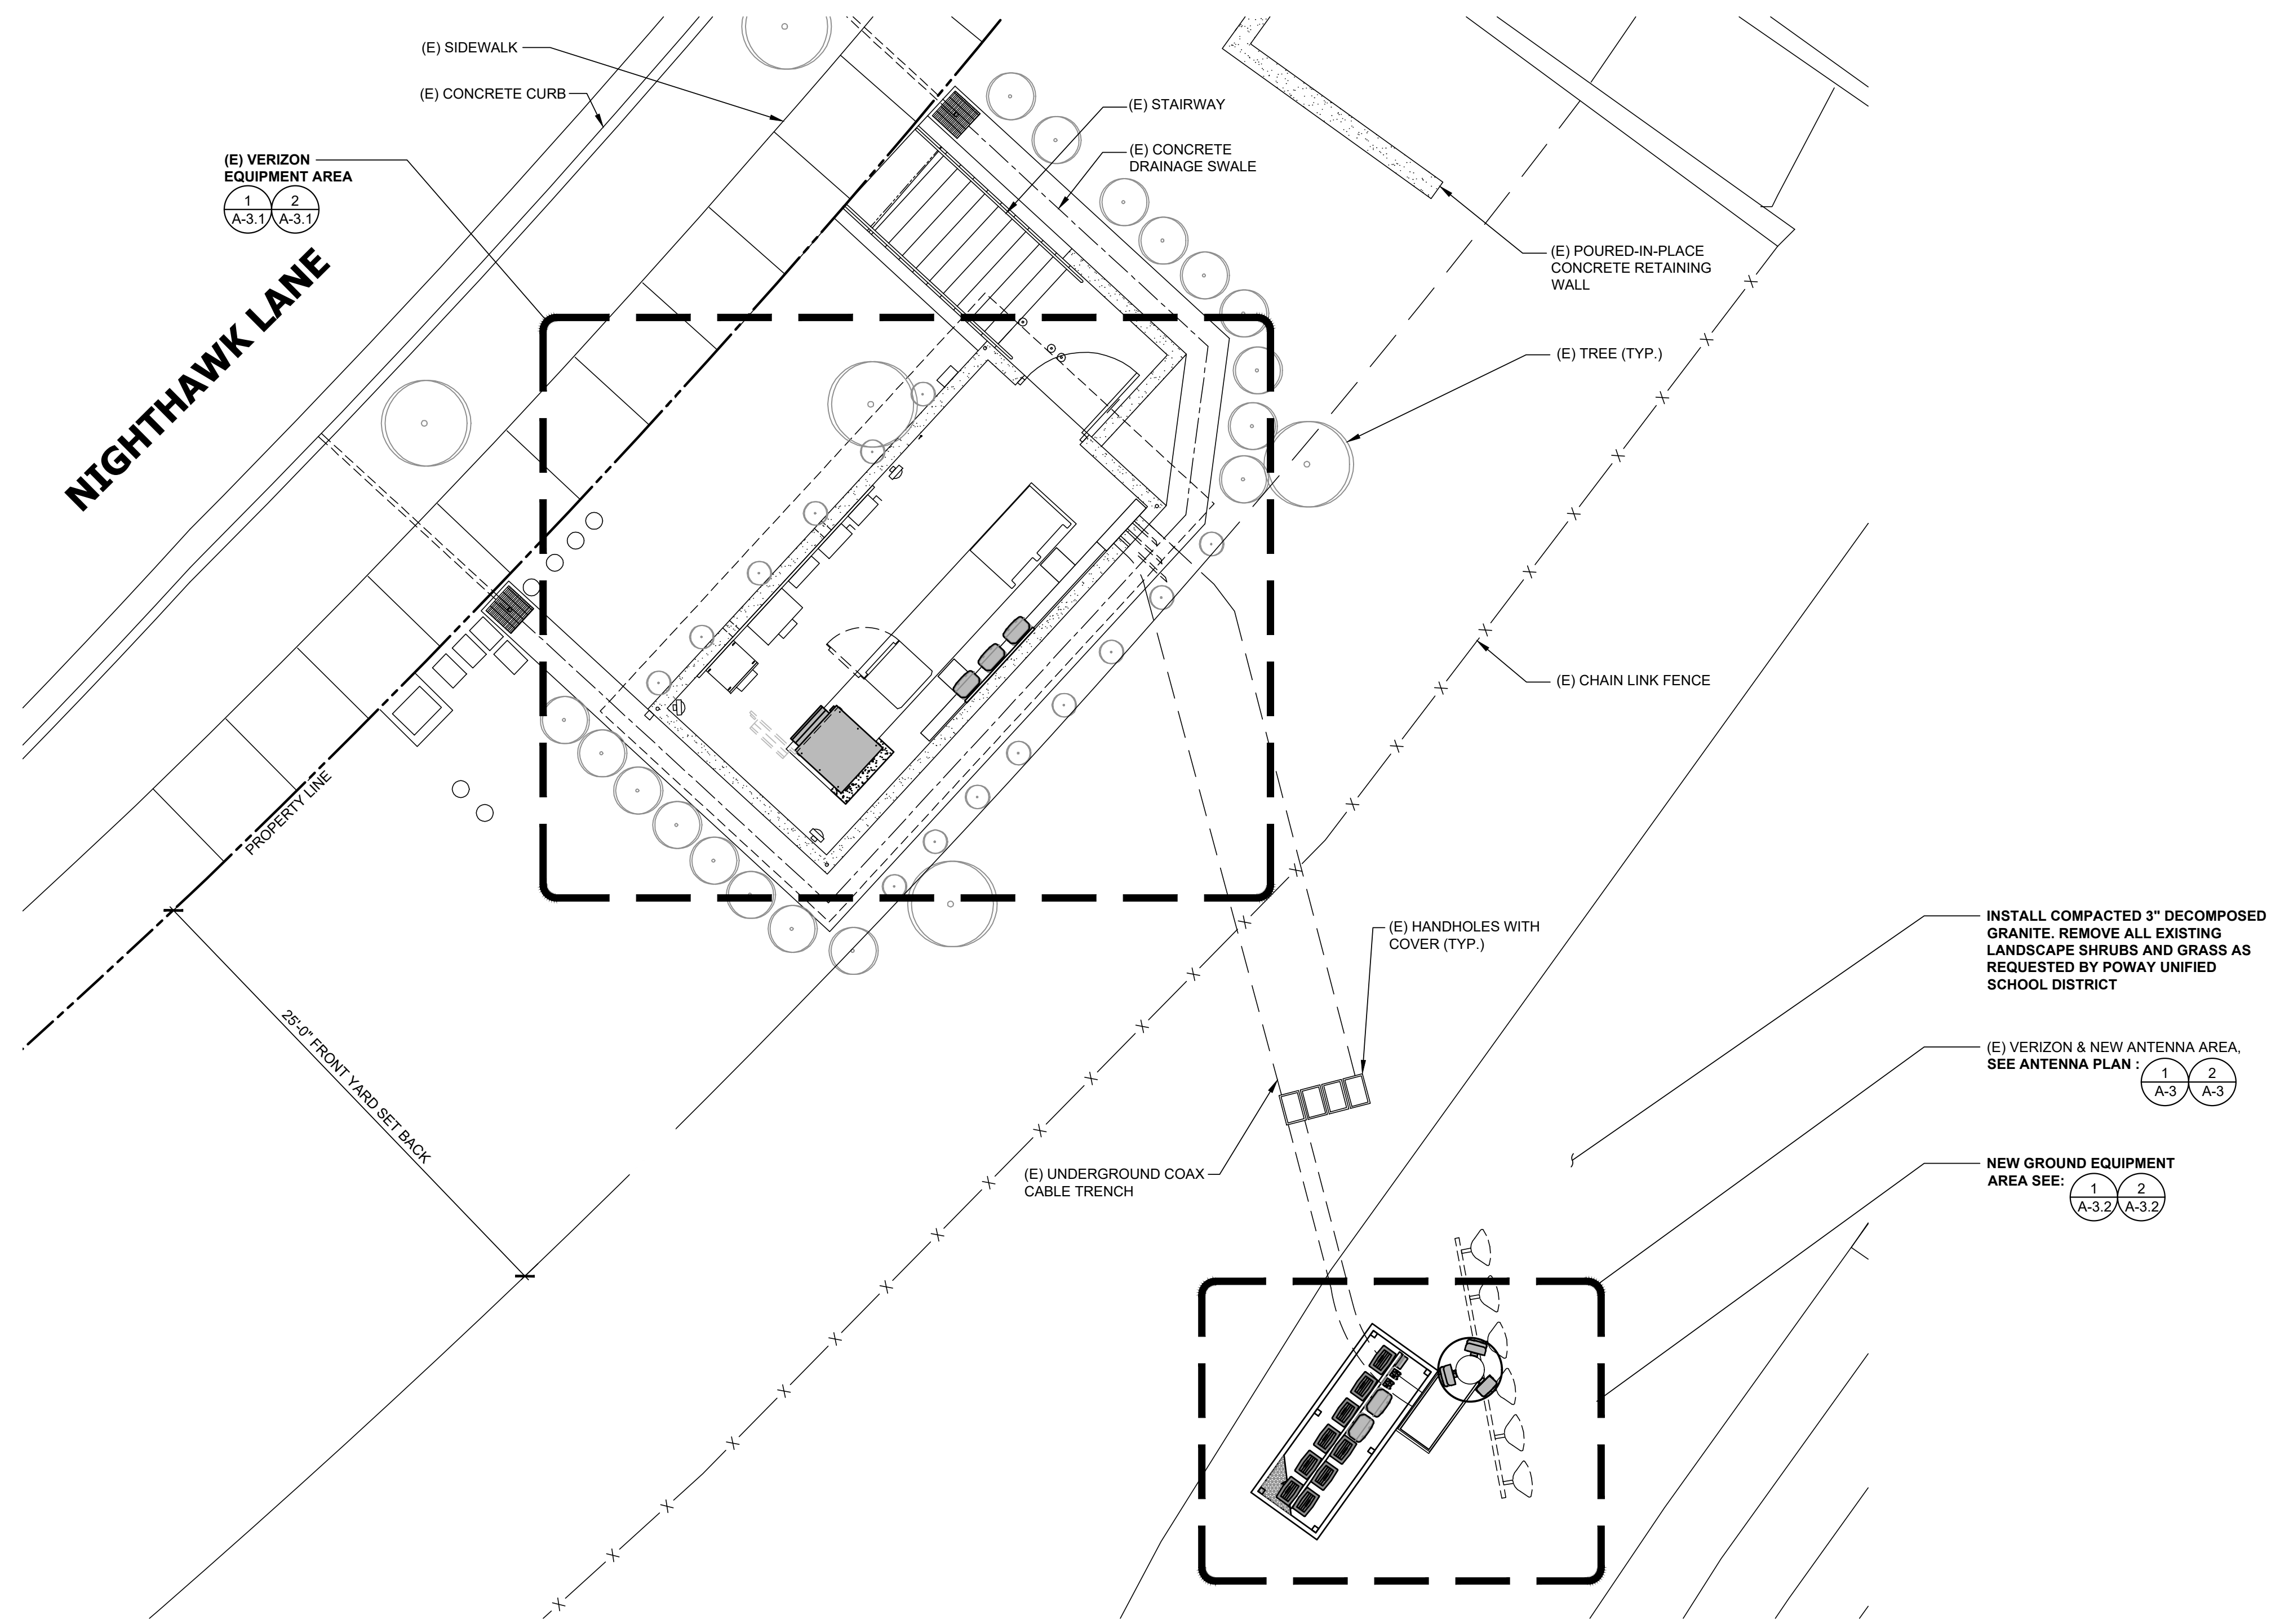 (E) SIDEWALK
(E) CONCRETE CURB
(E) VERIZON
EQUIPMENT AREA
1
A-3.1
2
A-3.1
NIGHTHAWK LANE
(E) STAIRWAY
(E) CONCRETE
DRAINAGE SWALE
(E) POURED-IN-PLACE
CONCRETE RETAINING
WALL
(E) TREE (TYP.)
(E) CHAIN LINK FENCE
PROPERTY LINE
25'-0" FRONT YARD SET BACK
(E) HANDHOLES WITH
COVER (TYP.)
(E) UNDERGROUND COAX
CABLE TRENCH
INSTALL COMPACTED 3" DECOMPOSED
GRANITE. REMOVE ALL EXISTING
LANDSCAPE SHRUBS AND GRASS AS
REQUESTED BY POWAY UNIFIED
SCHOOL DISTRICT
(E) VERIZON & NEW ANTENNA AREA,
SEE ANTENNA PLAN :
1
A-3
2
A-3
NEW GROUND EQUIPMENT
AREA SEE:
1
A-3.2
2
A-3.2